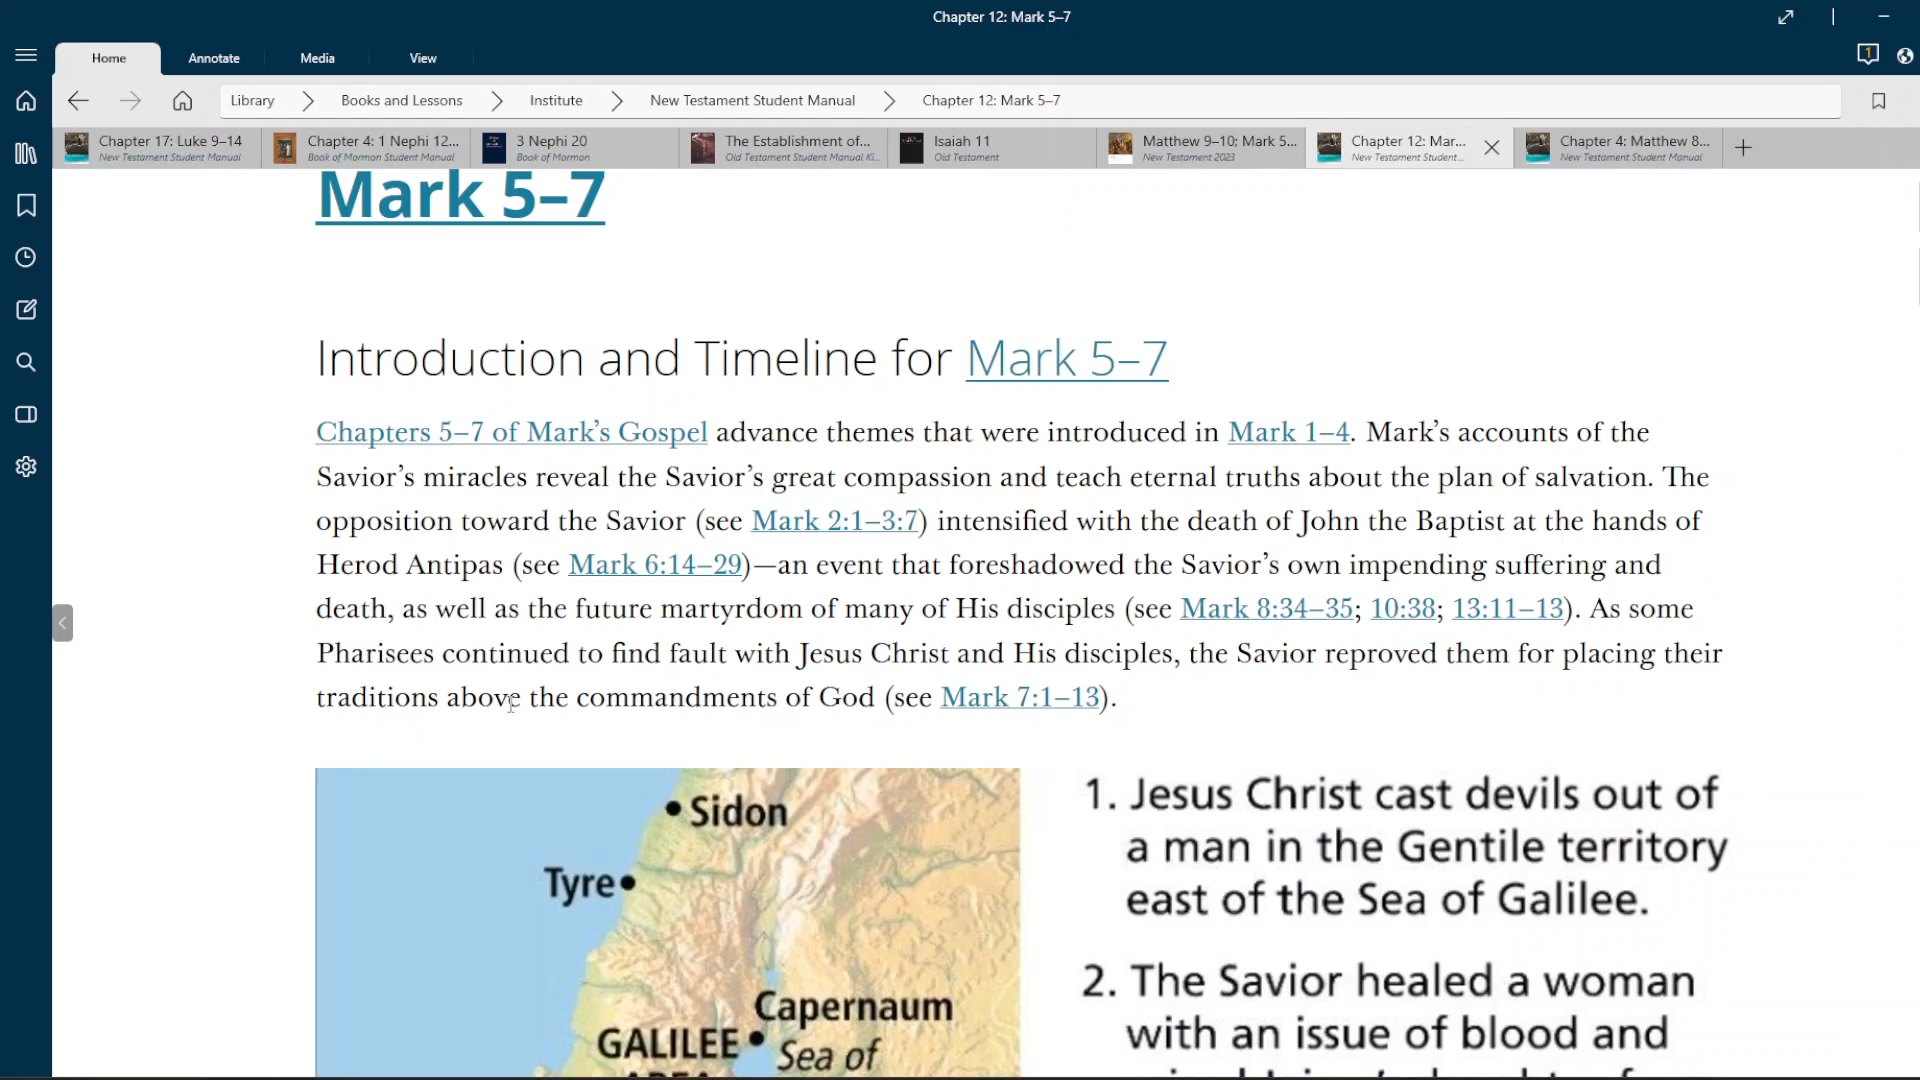 Chapter 12: Mark 5–7
Home
Annotate
Media
View
1
Library
Books and Lessons
Institute
New Testament Student Manual
Chapter 12: Mark 5–7
Chapter 17: Luke 9–14
New Testament Student Manual
Chapter 4: 1 Nephi 12...
Book of Mormon Student Manual
3 Nephi 20
Book of Mormon
The Establishment of...
Old Testament Student Manual Ki...
Isaiah 11
Old Testament
Matthew 9–10; Mark 5...
New Testament 2023
Chapter 12: Mar...
New Testament Student...
Chapter 4: Matthew 8...
New Testament Student Manual
Mark 5–7
Introduction and Timeline for Mark 5–7
Chapters 5–7 of Mark’s Gospel advance themes that were introduced in Mark 1–4. Mark’s accounts of the
Savior’s miracles reveal the Savior’s great compassion and teach eternal truths about the plan of salvation. The
opposition toward the Savior (see Mark 2:1–3:7) intensified with the death of John the Baptist at the hands of
Herod Antipas (see Mark 6:14–29)—an event that foreshadowed the Savior’s own impending suffering and
death, as well as the future martyrdom of many of His disciples (see Mark 8:34–35; 10:38; 13:11–13). As some
Pharisees continued to find fault with Jesus Christ and His disciples, the Savior reproved them for placing their
traditions above the commandments of God (see Mark 7:1–13).
Sidon
Tyre
Capernaum
GALILEE
Sea of
1. Jesus Christ cast devils out of
a man in the Gentile territory
east of the Sea of Galilee.
2. The Savior healed a woman
with an issue of blood and